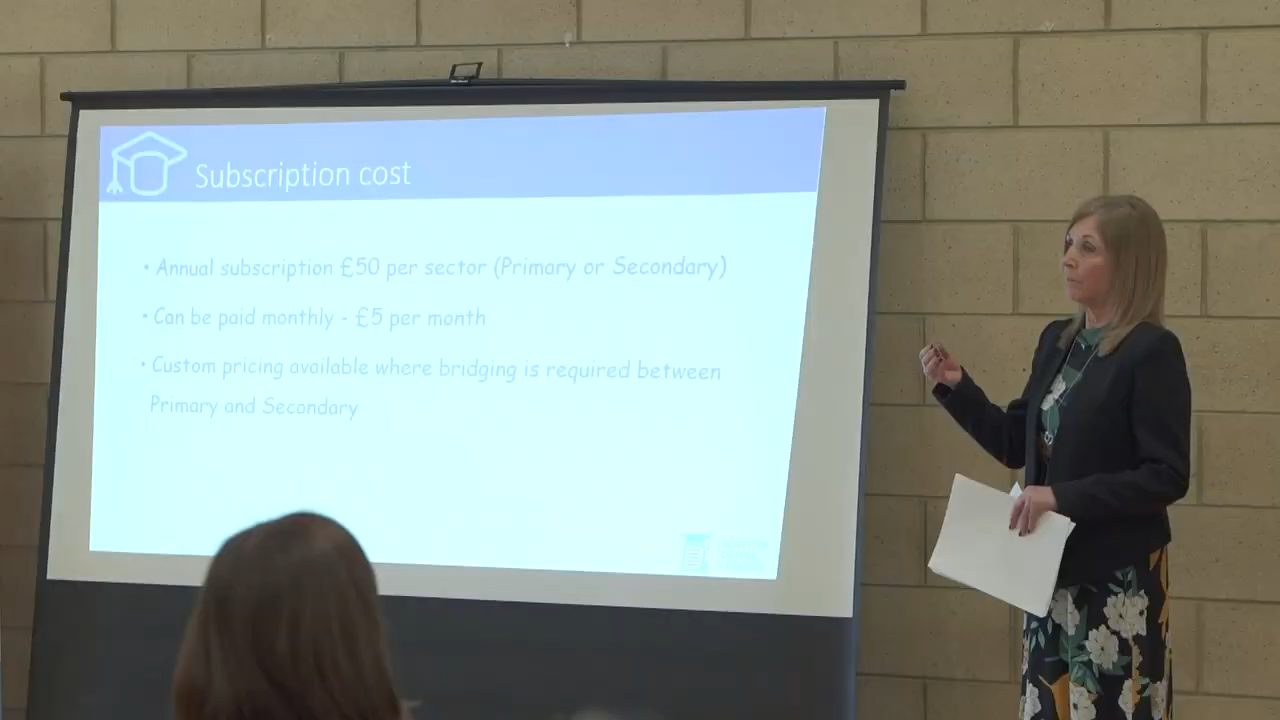 Subscription cost
• Annual subscription £50 per sector (Primary or Secondary)
• Can be paid monthly - £5 per month
• Custom pricing available where bridging is required between
Primary and Secondary